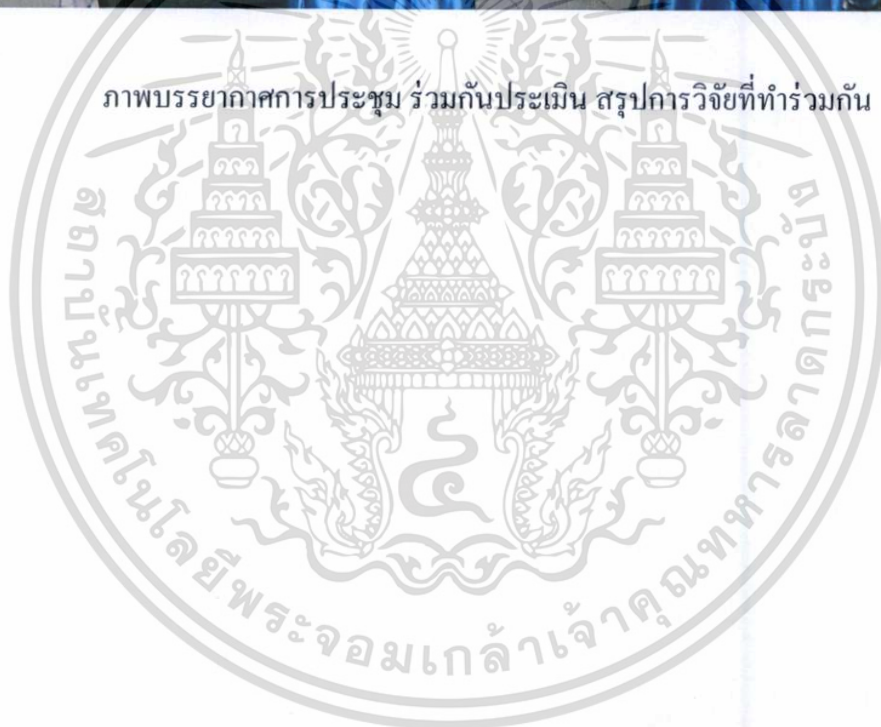 ภาพบรรยากาศการประชุม ร่วมกันประเมิน สรุปการวิจัยที่ทำร่วมกัน
สถาบันเทคโนโลยีพระจอมเกล้าเจ้าคุณทหารลาดกระบัง
๔